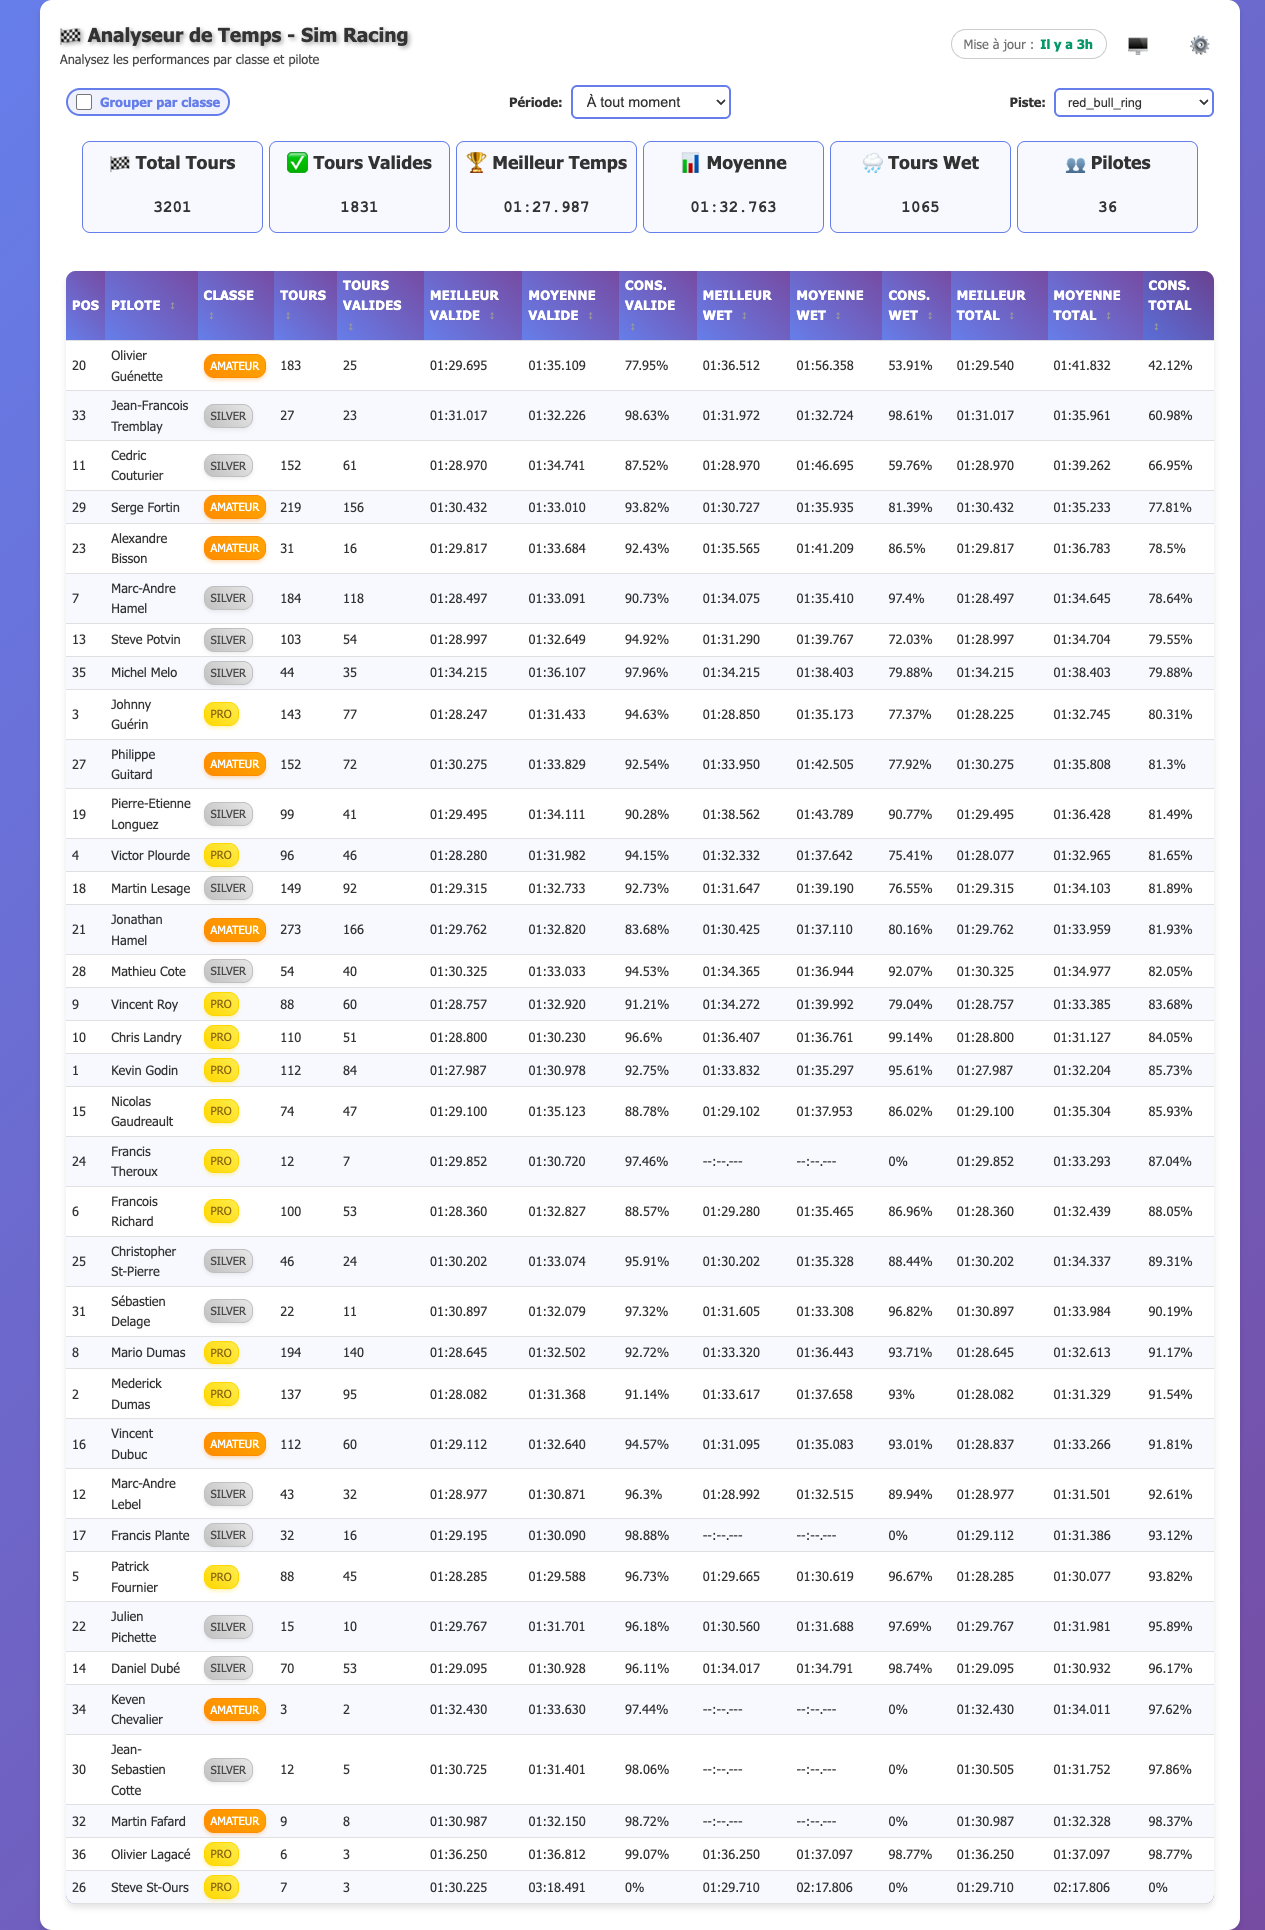 🏁 Analyseur de Temps - Sim Racing
Analysez les performances par classe et pilote
Mise à jour : Il y a 3h
Grouper par classe
Période: À tout moment
Piste: red_bull_ring
🏁 Total Tours
3201
✅ Tours Valides
1831
🏆 Meilleur Temps
01:27.987
📊 Moyenne
01:32.763
🌧️ Tours Wet
1065
👥 Pilotes
36
POS PILOTE ↕ CLASSE ↕ TOURS ↕ TOURS VALIDES ↕ MEILLEUR VALIDE ↕ MOYENNE VALIDE ↕ CONS. VALIDE ↕ MEILLEUR WET ↕ MOYENNE WET ↕ CONS. WET ↕ MEILLEUR TOTAL ↕ MOYENNE TOTAL ↕ CONS. TOTAL ↕
20 Olivier Guénette AMATEUR 183 25 01:29.695 01:35.109 77.95% 01:36.512 01:56.358 53.91% 01:29.540 01:41.832 42.12%
33 Jean-Francois Tremblay SILVER 27 23 01:31.017 01:32.226 98.63% 01:31.972 01:32.724 98.61% 01:31.017 01:35.961 60.98%
11 Cedric Couturier SILVER 152 61 01:28.970 01:34.741 87.52% 01:28.970 01:46.695 59.76% 01:28.970 01:39.262 66.95%
29 Serge Fortin AMATEUR 219 156 01:30.432 01:33.010 93.82% 01:30.727 01:35.935 81.39% 01:30.432 01:35.233 77.81%
23 Alexandre Bisson AMATEUR 31 16 01:29.817 01:33.684 92.43% 01:35.565 01:41.209 86.5% 01:29.817 01:36.783 78.5%
7 Marc-Andre Hamel SILVER 184 118 01:28.497 01:33.091 90.73% 01:34.075 01:35.410 97.4% 01:28.497 01:34.645 78.64%
13 Steve Potvin SILVER 103 54 01:28.997 01:32.649 94.92% 01:31.290 01:39.767 72.03% 01:28.997 01:34.704 79.55%
35 Michel Melo SILVER 44 35 01:34.215 01:36.107 97.96% 01:34.215 01:38.403 79.88% 01:34.215 01:38.403 79.88%
3 Johnny Guérin PRO 143 77 01:28.247 01:31.433 94.63% 01:28.850 01:35.173 77.37% 01:28.225 01:32.745 80.31%
27 Philippe Guitard AMATEUR 152 72 01:30.275 01:33.829 92.54% 01:33.950 01:42.505 77.92% 01:30.275 01:35.808 81.3%
19 Pierre-Etienne Longuez SILVER 99 41 01:29.495 01:34.111 90.28% 01:38.562 01:43.789 90.77% 01:29.495 01:36.428 81.49%
4 Victor Plourde PRO 96 46 01:28.280 01:31.982 94.15% 01:32.332 01:37.642 75.41% 01:28.077 01:32.965 81.65%
18 Martin Lesage SILVER 149 92 01:29.315 01:32.733 92.73% 01:31.647 01:39.190 76.55% 01:29.315 01:34.103 81.89%
21 Jonathan Hamel AMATEUR 273 166 01:29.762 01:32.820 83.68% 01:30.425 01:37.110 80.16% 01:29.762 01:33.959 81.93%
28 Mathieu Cote SILVER 54 40 01:30.325 01:33.033 94.53% 01:34.365 01:36.944 92.07% 01:30.325 01:34.977 82.05%
9 Vincent Roy PRO 88 60 01:28.757 01:32.920 91.21% 01:34.272 01:39.992 79.04% 01:28.757 01:33.385 83.68%
10 Chris Landry PRO 110 51 01:28.800 01:30.230 96.6% 01:36.407 01:36.761 99.14% 01:28.800 01:31.127 84.05%
1 Kevin Godin PRO 112 84 01:27.987 01:30.978 92.75% 01:33.832 01:35.297 95.61% 01:27.987 01:32.204 85.73%
15 Nicolas Gaudreault PRO 74 47 01:29.100 01:35.123 88.78% 01:29.102 01:37.953 86.02% 01:29.100 01:35.304 85.93%
24 Francis Theroux PRO 12 7 01:29.852 01:30.720 97.46% --:--.--- --:--.--- 0% 01:29.852 01:33.293 87.04%
6 Francois Richard PRO 100 53 01:28.360 01:32.827 88.57% 01:29.280 01:35.465 86.96% 01:28.360 01:32.439 88.05%
25 Christopher St-Pierre SILVER 46 24 01:30.202 01:33.074 95.91% 01:30.202 01:35.328 88.44% 01:30.202 01:34.337 89.31%
31 Sébastien Delage SILVER 22 11 01:30.897 01:32.079 97.32% 01:31.605 01:33.308 96.82% 01:30.897 01:33.984 90.19%
8 Mario Dumas PRO 194 140 01:28.645 01:32.502 92.72% 01:33.320 01:36.443 93.71% 01:28.645 01:32.613 91.17%
2 Mederick Dumas PRO 137 95 01:28.082 01:31.368 91.14% 01:33.617 01:37.658 93% 01:28.082 01:31.329 91.54%
16 Vincent Dubuc AMATEUR 112 60 01:29.112 01:32.640 94.57% 01:31.095 01:35.083 93.01% 01:28.837 01:33.266 91.81%
12 Marc-Andre Lebel SILVER 43 32 01:28.977 01:30.871 96.3% 01:28.992 01:32.515 89.94% 01:28.977 01:31.501 92.61%
17 Francis Plante SILVER 32 16 01:29.195 01:30.090 98.88% --:--.--- --:--.--- 0% 01:29.112 01:31.386 93.12%
5 Patrick Fournier PRO 88 45 01:28.285 01:29.588 96.73% 01:29.665 01:30.619 96.67% 01:28.285 01:30.077 93.82%
22 Julien Pichette SILVER 15 10 01:29.767 01:31.701 96.18% 01:30.560 01:31.688 97.69% 01:29.767 01:31.981 95.89%
14 Daniel Dubé SILVER 70 53 01:29.095 01:30.928 96.11% 01:34.017 01:34.791 98.74% 01:29.095 01:30.932 96.17%
34 Keven Chevalier AMATEUR 3 2 01:32.430 01:33.630 97.44% --:--.--- --:--.--- 0% 01:32.430 01:34.011 97.62%
30 Jean-Sebastien Cotte SILVER 12 5 01:30.725 01:31.401 98.06% --:--.--- --:--.--- 0% 01:30.505 01:31.752 97.86%
32 Martin Fafard AMATEUR 9 8 01:30.987 01:32.150 98.72% --:--.--- --:--.--- 0% 01:30.987 01:32.328 98.37%
36 Olivier Lagacé PRO 6 3 01:36.250 01:36.812 99.07% 01:36.250 01:37.097 98.77% 01:36.250 01:37.097 98.77%
26 Steve St-Ours PRO 7 3 01:30.225 03:18.491 0% 01:29.710 02:17.806 0% 01:29.710 02:17.806 0%